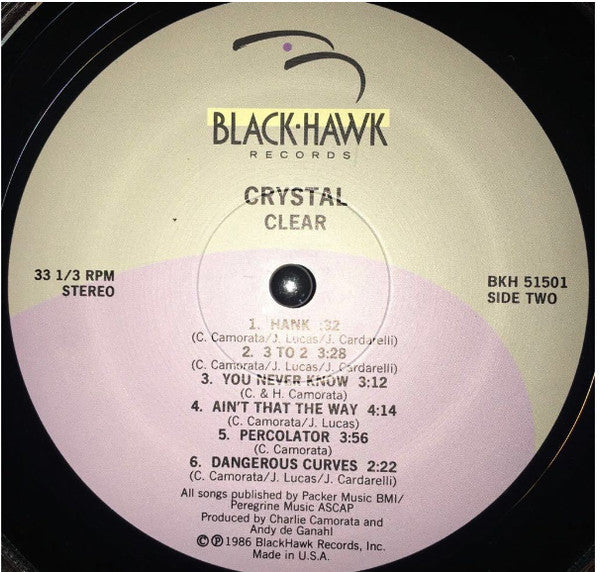 BLACK·HAWK
RECORDS
CRYSTAL
CLEAR
33 1/3 RPM
STEREO
BKH 51501
SIDE TWO
1. HANK :32
(C. Camorata/J. Lucas/J. Cardarelli)
2. 3 TO 2 3:28
(C. Camorata/J. Lucas/J. Cardarelli)
3. YOU NEVER KNOW 3:12
(C. & H. Camorata)
4. AIN'T THAT THE WAY 4:14
(C. Camorata/J. Lucas)
5. PERCOLATOR 3:56
(C. Camorata)
6. DANGEROUS CURVES 2:22
(C. Camorata/J. Lucas/J. Cardarelli)
All songs published by Packer Music BMI/
Peregrine Music ASCAP
Produced by Charlie Camorata and
Andy de Ganahl
©℗1986 BlackHawk Records, Inc.
Made in U.S.A.